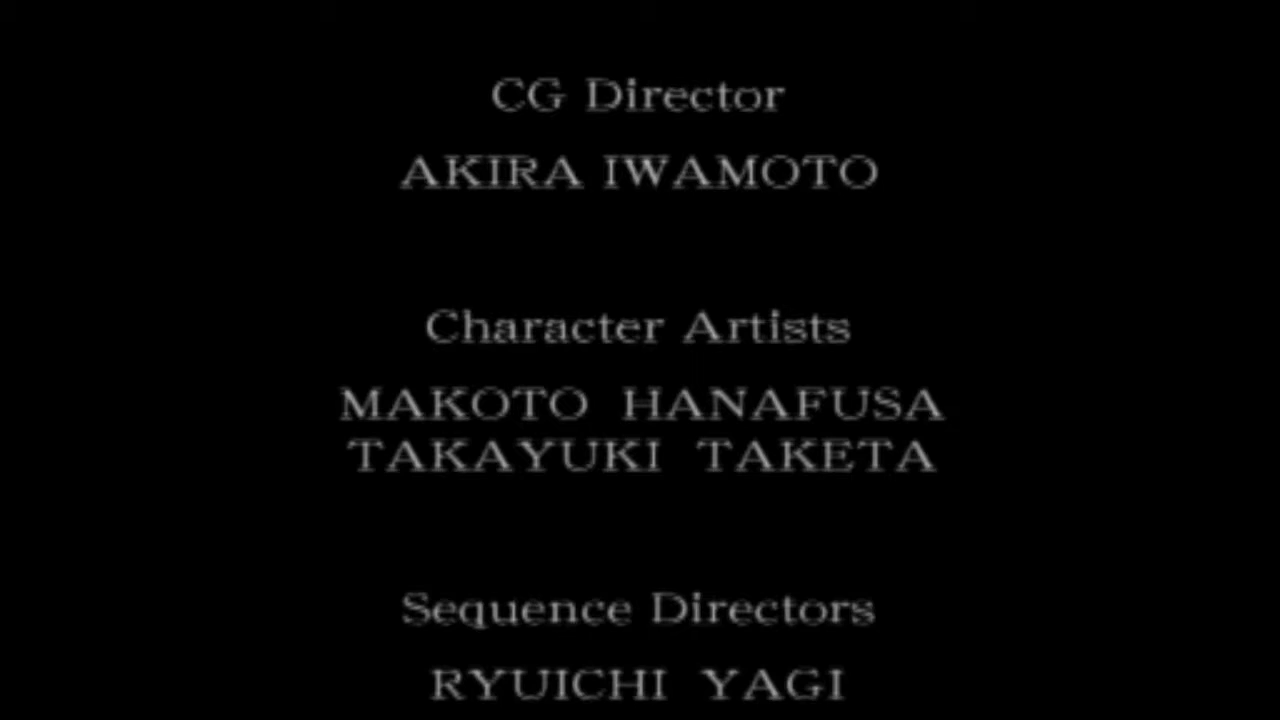 CG Director
AKIRA IWAMOTO
Character Artists
MAKOTO HANAFUSA
TAKAYUKI TAKETA
Sequence Directors
RYUICHI YAGI